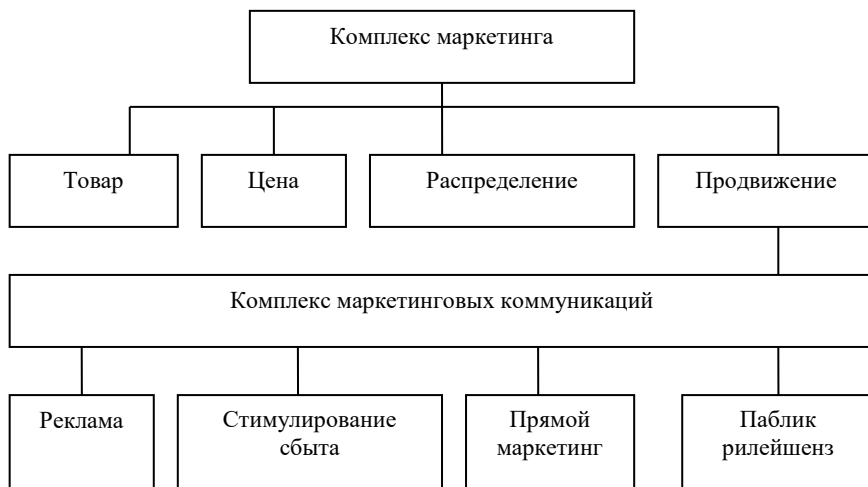 Комплекс маркетинга
Товар
Цена
Распределение
Продвижение
Комплекс маркетинговых коммуникаций
Реклама
Стимулирование
сбыта
Прямой
маркетинг
Паблик
рилейшенз